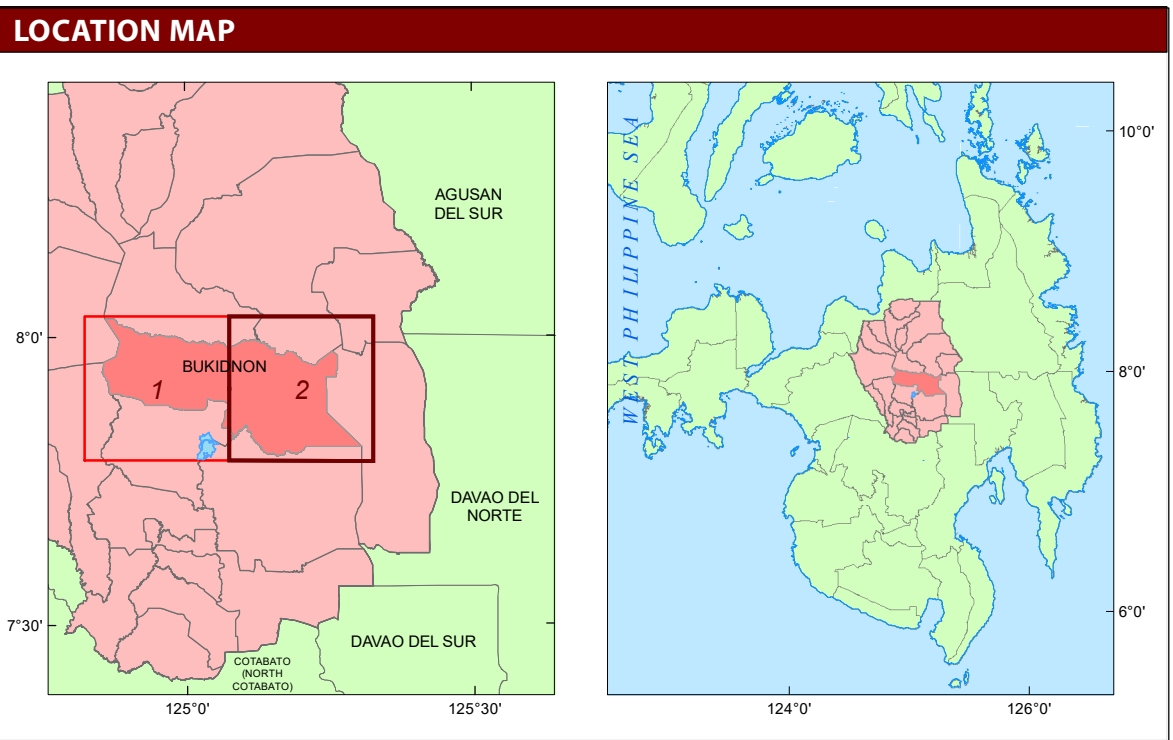 LOCATION MAP
AGUSAN
DEL SUR
8°0'
BUKIDNON
1
2
DAVAO DEL
NORTE
7°30'
DAVAO DEL SUR
COTABATO
(NORTH
COTABATO)
125°0'
125°30'
WEST PHILIPPINE SEA
10°0'
8°0'
6°0'
124°0'
126°0'